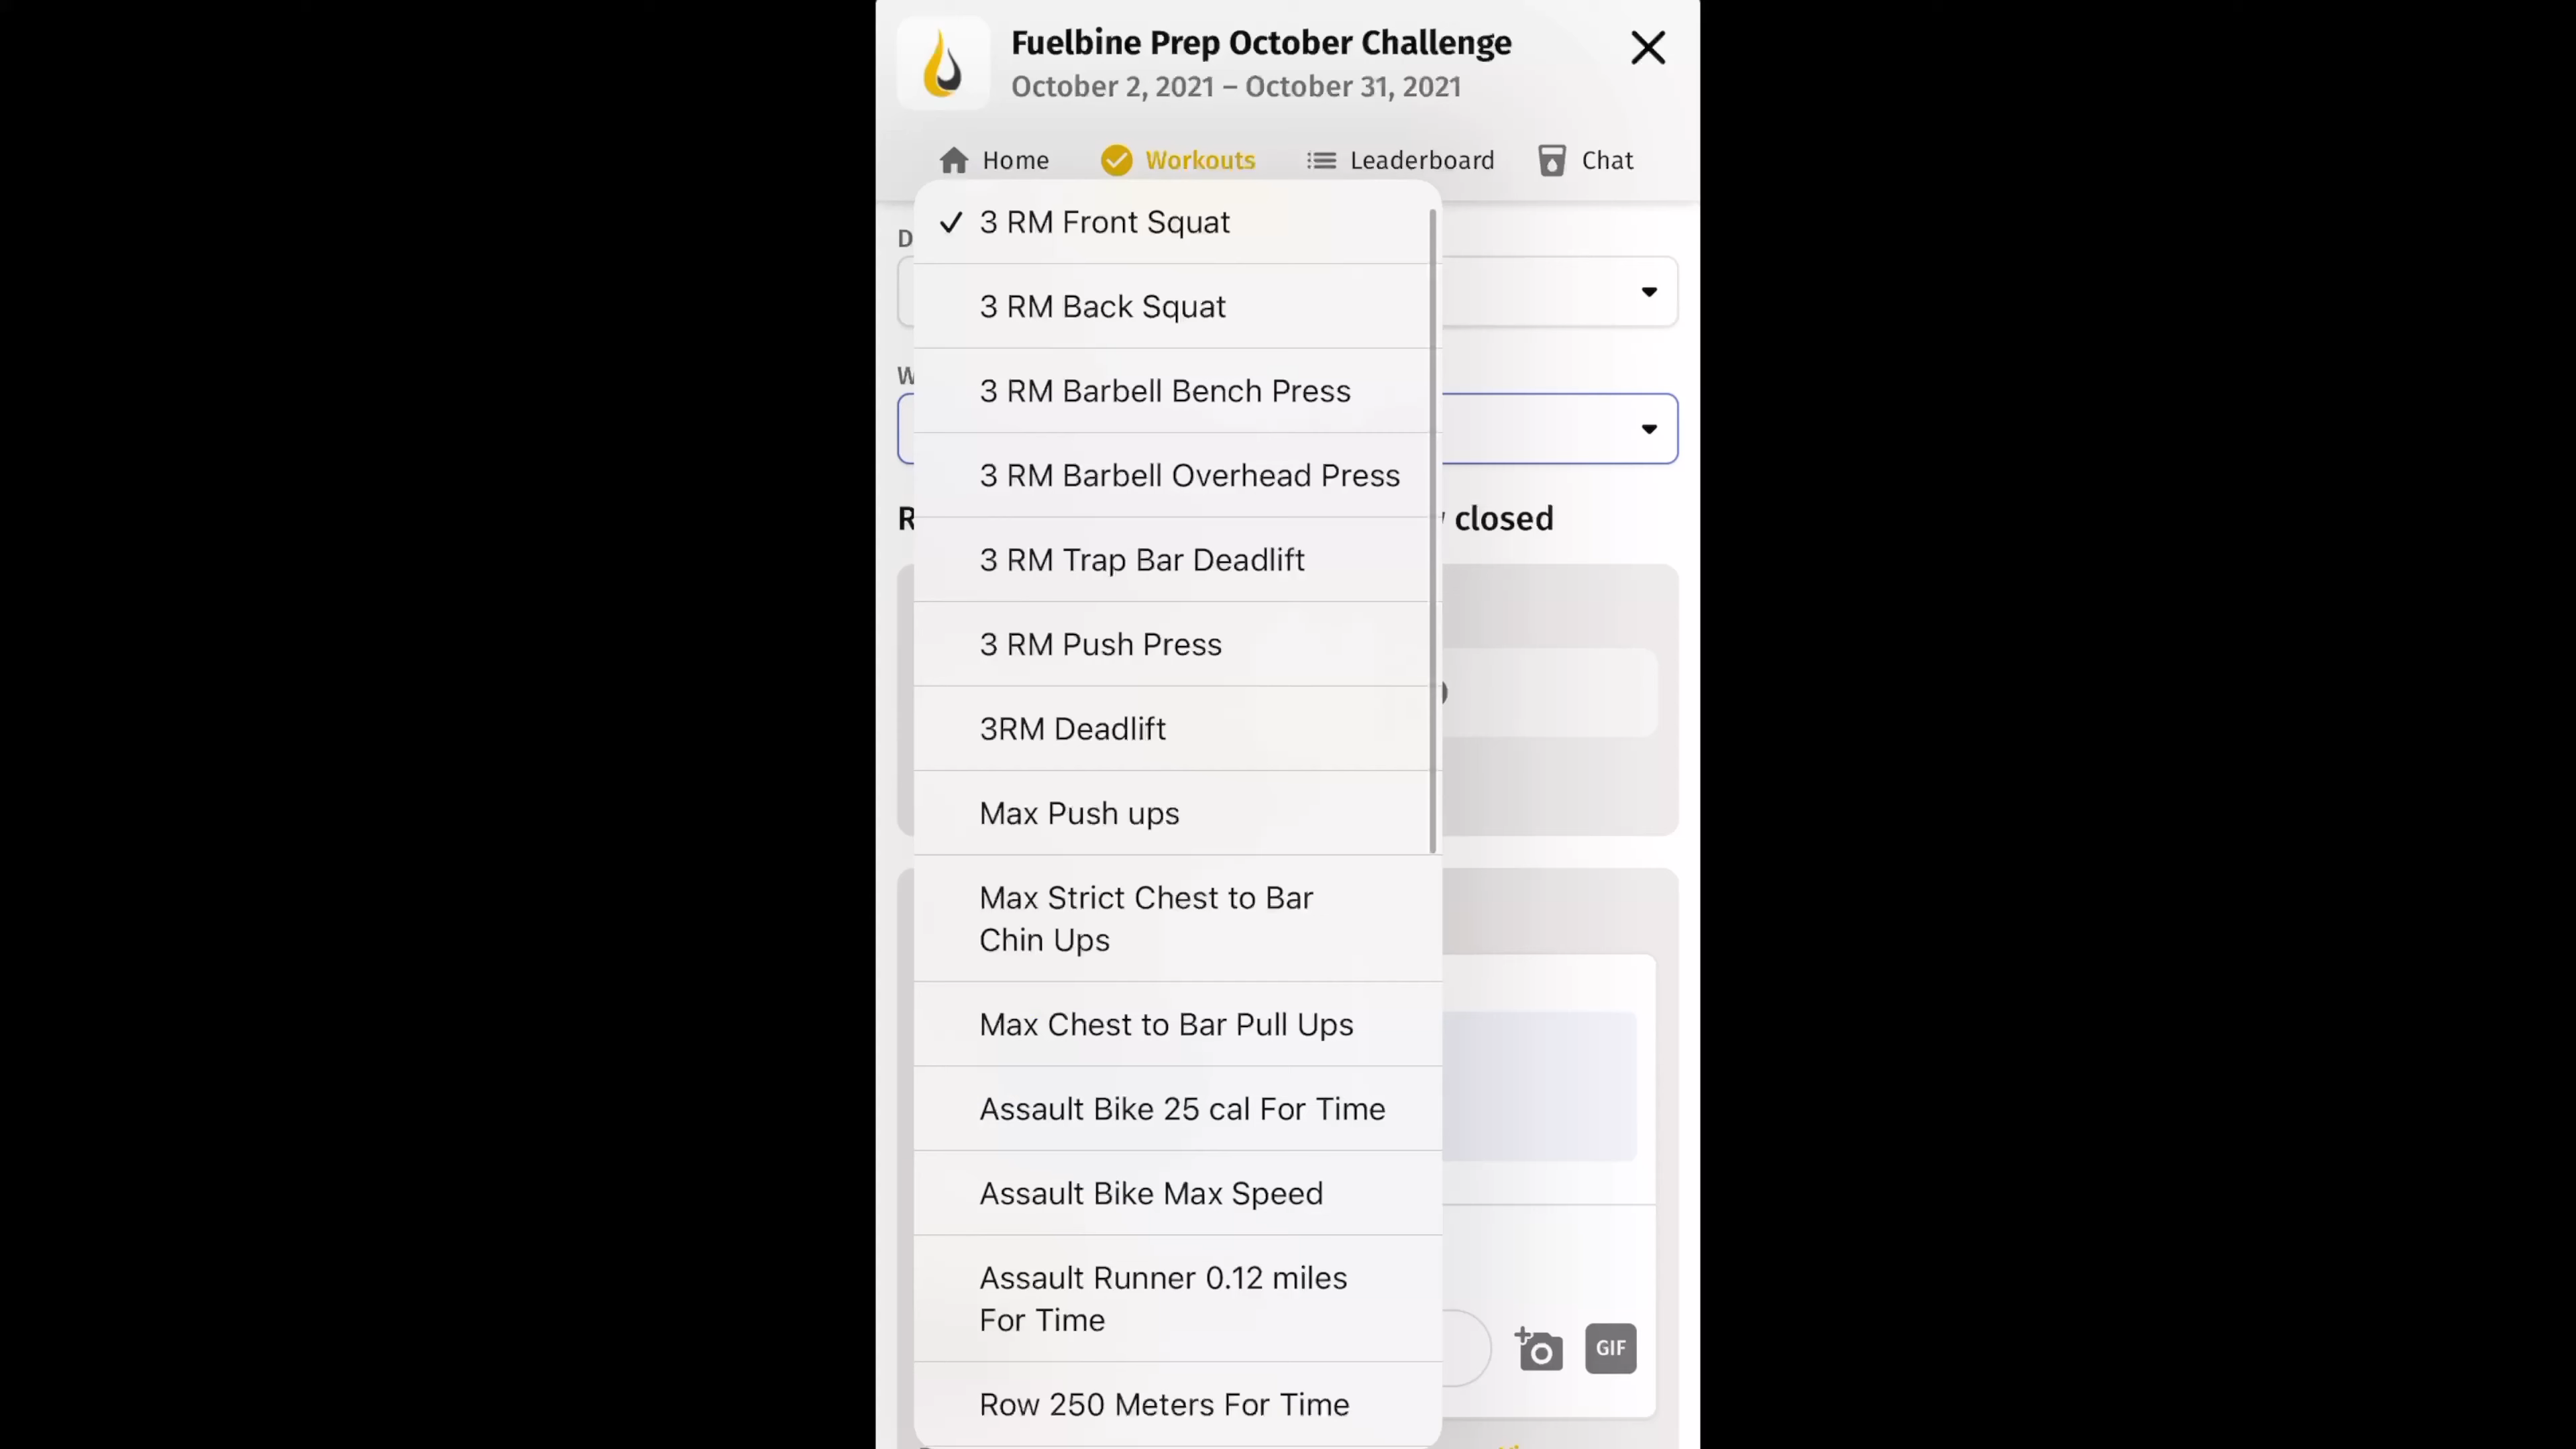 Fuelbine Prep October Challenge
October 2, 2021 – October 31, 2021
Home Workouts Leaderboard Chat
3 RM Front Squat
3 RM Back Squat
3 RM Barbell Bench Press
3 RM Barbell Overhead Press
closed
3 RM Trap Bar Deadlift
3 RM Push Press
3RM Deadlift
Max Push ups
Max Strict Chest to Bar
Chin Ups
Max Chest to Bar Pull Ups
Assault Bike 25 cal For Time
Assault Bike Max Speed
Assault Runner 0.12 miles
For Time
GIF
Row 250 Meters For Time